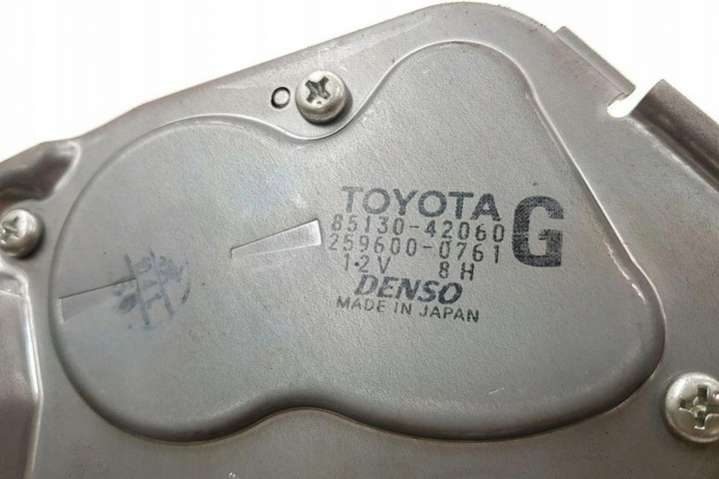 TOYOTA G
85130-42060
259600-0761
12V 8H
DENSO
MADE IN JAPAN